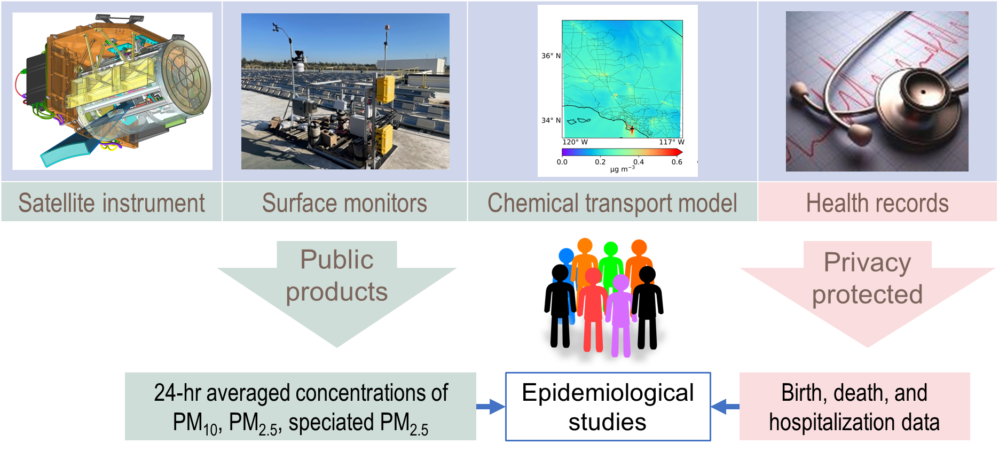 36° N
34° N
120° W 117° W
0.0 0.2 0.4 0.6
μg m⁻³
Satellite instrument
Surface monitors
Chemical transport model
Health records
Public
products
Privacy
protected
24-hr averaged concentrations of
PM₁₀, PM₂.₅, speciated PM₂.₅
Epidemiological
studies
Birth, death, and
hospitalization data